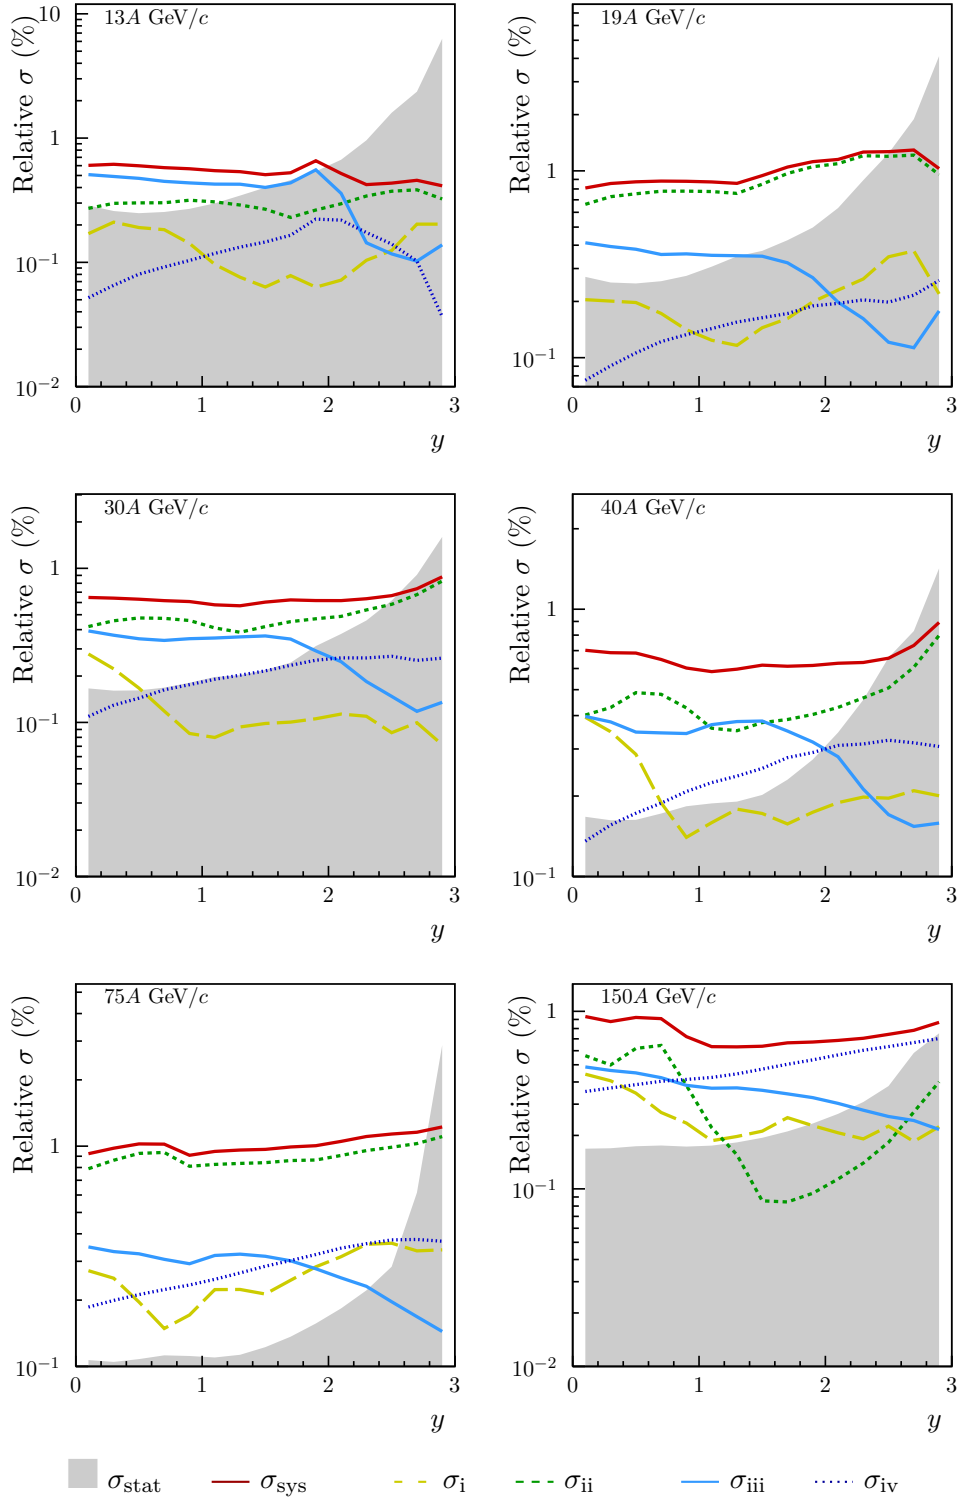 13A GeV/c
Relative σ (%)
10
1
10⁻¹
10⁻²
0 1 2 3
y
19A GeV/c
Relative σ (%)
1
10⁻¹
0 1 2 3
y
30A GeV/c
Relative σ (%)
1
10⁻¹
10⁻²
0 1 2 3
y
40A GeV/c
Relative σ (%)
1
10⁻¹
0 1 2 3
y
75A GeV/c
Relative σ (%)
1
10⁻¹
0 1 2 3
y
150A GeV/c
Relative σ (%)
1
10⁻¹
10⁻²
0 1 2 3
y
σstat σsys σi σii σiii σiv